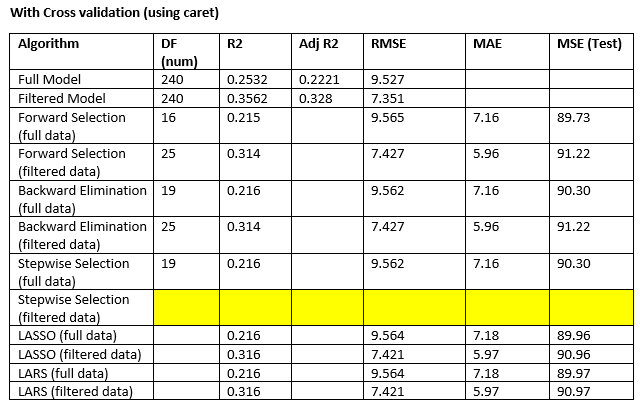 With Cross validation (using caret)
Algorithm DF (num) R2 Adj R2 RMSE MAE MSE (Test)
Full Model 240 0.2532 0.2221 9.527
Filtered Model 240 0.3562 0.328 7.351
Forward Selection 16 0.215 9.565 7.16 89.73
(full data)
Forward Selection 25 0.314 7.427 5.96 91.22
(filtered data)
Backward Elimination 19 0.216 9.562 7.16 90.30
(full data)
Backward Elimination 25 0.314 7.427 5.96 91.22
(filtered data)
Stepwise Selection 19 0.216 9.562 7.16 90.30
(full data)
Stepwise Selection
(filtered data)
LASSO (full data) 0.216 9.564 7.18 89.96
LASSO (filtered data) 0.316 7.421 5.97 90.96
LARS (full data) 0.216 9.564 7.18 89.97
LARS (filtered data) 0.316 7.421 5.97 90.97